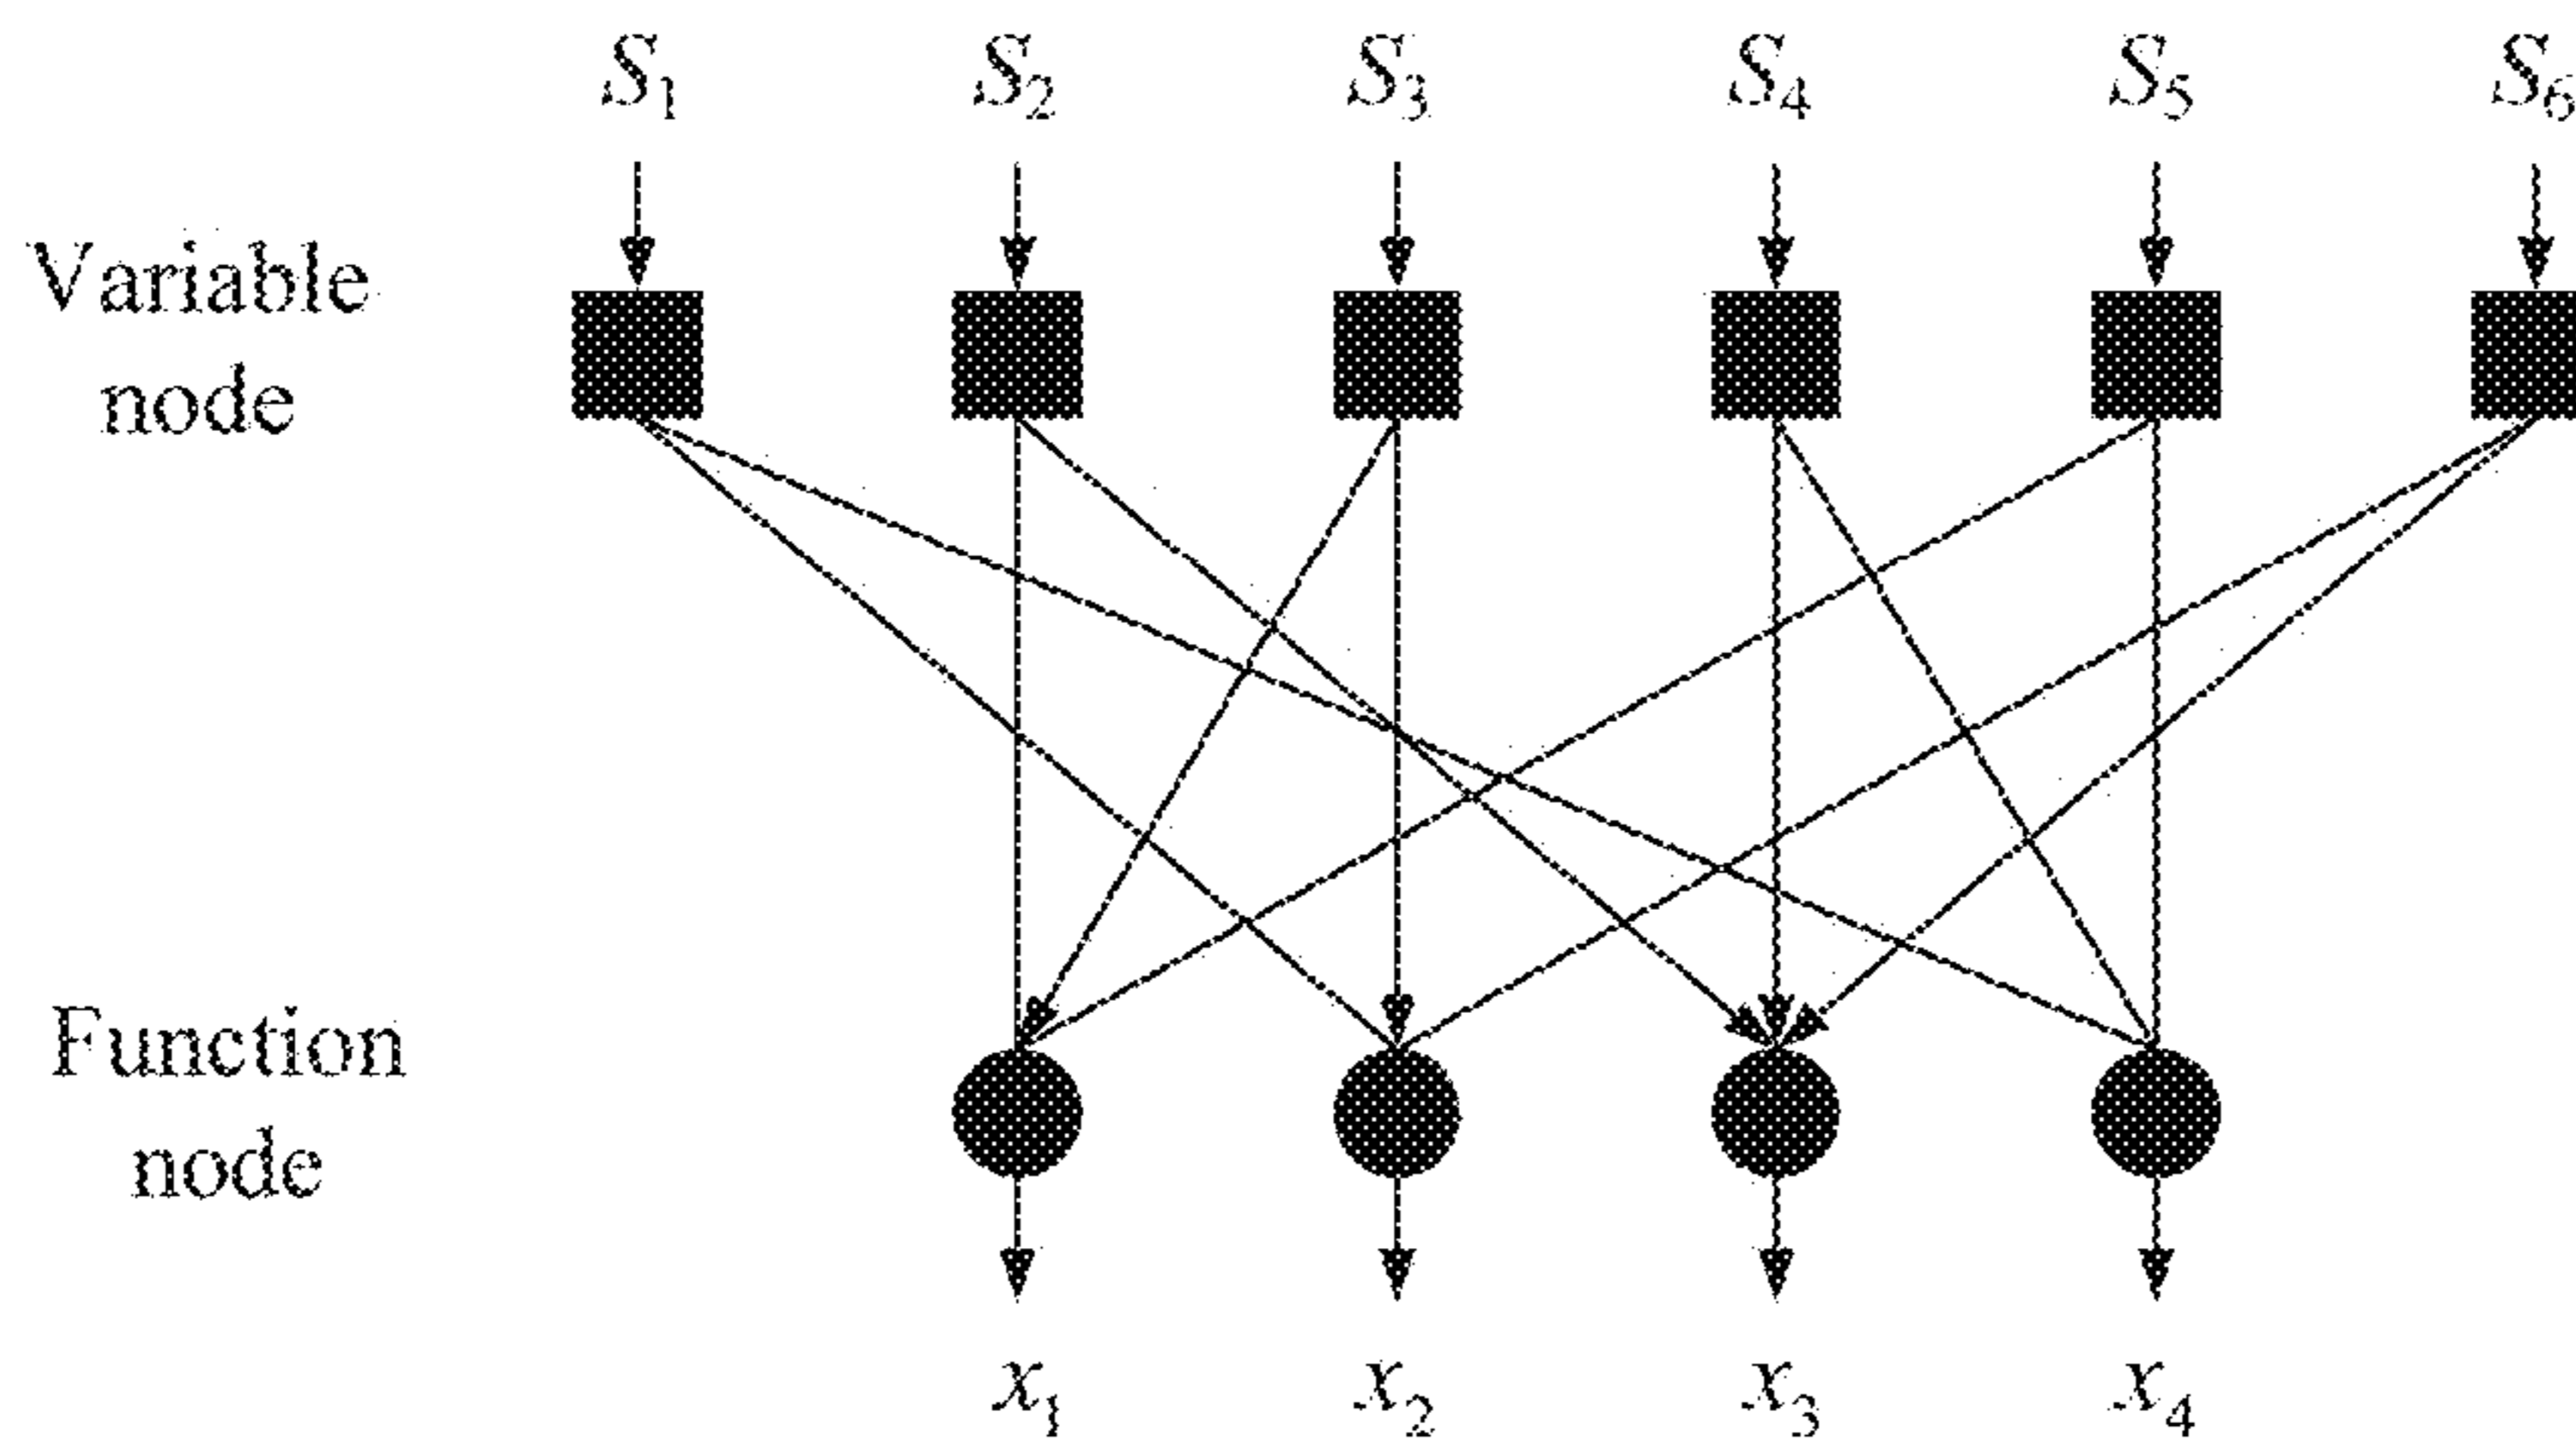 S1 S2 S3 S4 S5 S6
Variable
node
Function
node
x1 x2 x3 x4